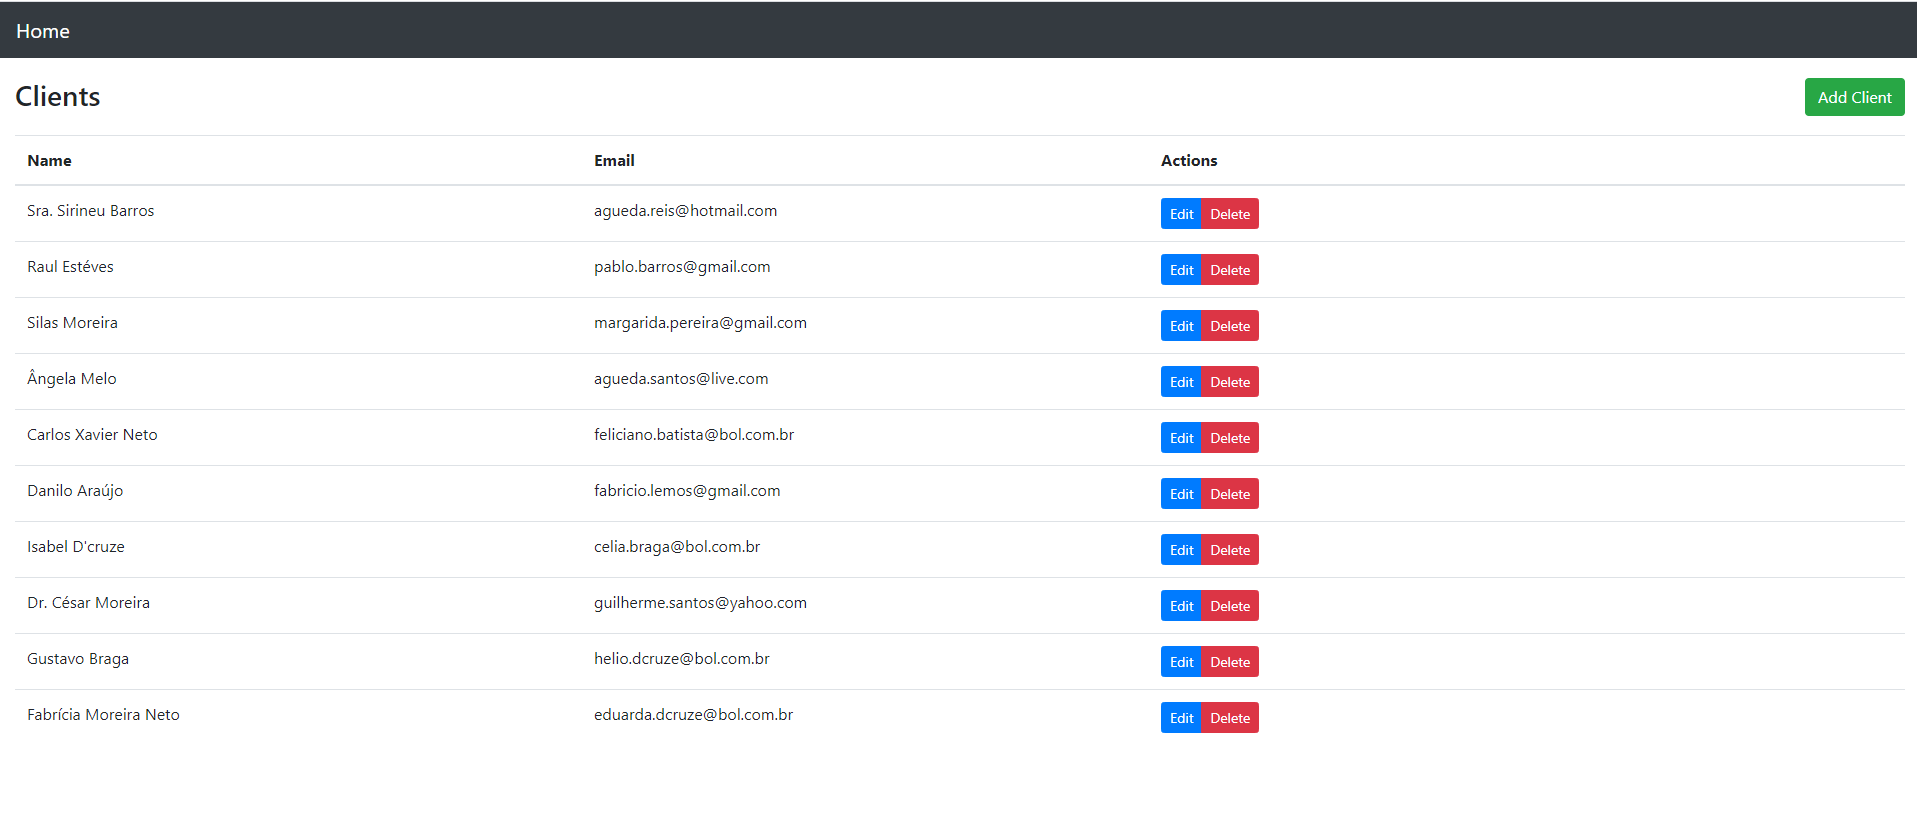 Home
Clients Add Client
Name Email Actions
Sra. Sirineu Barros agueda.reis@hotmail.com Edit Delete
Raul Estéves pablo.barros@gmail.com Edit Delete
Silas Moreira margarida.pereira@gmail.com Edit Delete
Ângela Melo agueda.santos@live.com Edit Delete
Carlos Xavier Neto feliciano.batista@bol.com.br Edit Delete
Danilo Araújo fabricio.lemos@gmail.com Edit Delete
Isabel D'cruze celia.braga@bol.com.br Edit Delete
Dr. César Moreira guilherme.santos@yahoo.com Edit Delete
Gustavo Braga helio.dcruze@bol.com.br Edit Delete
Fabrícia Moreira Neto eduarda.dcruze@bol.com.br Edit Delete